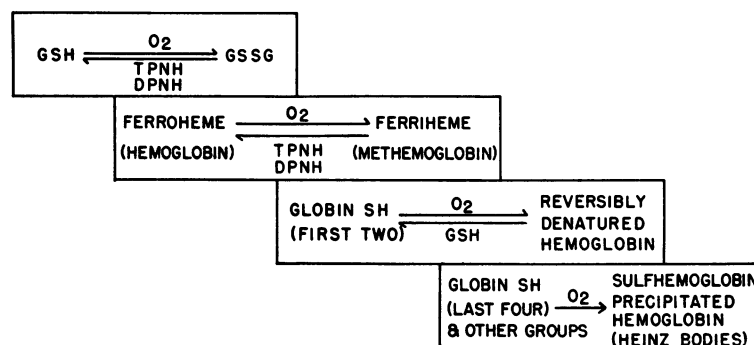 O2
GSH GSSG
TPNH
DPNH
O2
FERROHEME FERRIHEME
(HEMOGLOBIN) TPNH (METHEMOGLOBIN)
DPNH
GLOBIN SH O2 REVERSIBLY
(FIRST TWO) GSH DENATURED
HEMOGLOBIN
GLOBIN SH SULFHEMOGLOBIN
(LAST FOUR) O2 PRECIPITATED
& OTHER GROUPS HEMOGLOBIN
(HEINZ BODIES)